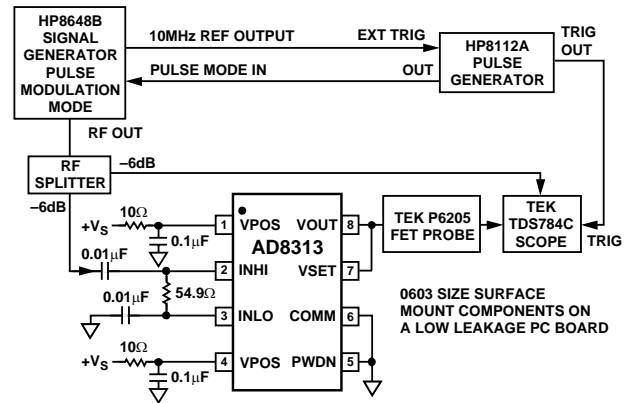 HP8648B
SIGNAL
GENERATOR
PULSE
MODULATION
MODE
10MHz REF OUTPUT
EXT TRIG
PULSE MODE IN
OUT
HP8112A
PULSE
GENERATOR
TRIG
OUT
RF OUT
RF
SPLITTER
–6dB
–6dB
+VS
10Ω
0.1μF
0.01μF
54.9Ω
0.01μF
+VS
10Ω
0.1μF
1
VPOS
2
INHI
3
INLO
4
VPOS
AD8313
VOUT
8
VSET
7
COMM
6
PWDN
5
TEK P6205
FET PROBE
TEK
TDS784C
SCOPE
TRIG
0603 SIZE SURFACE
MOUNT COMPONENTS ON
A LOW LEAKAGE PC BOARD